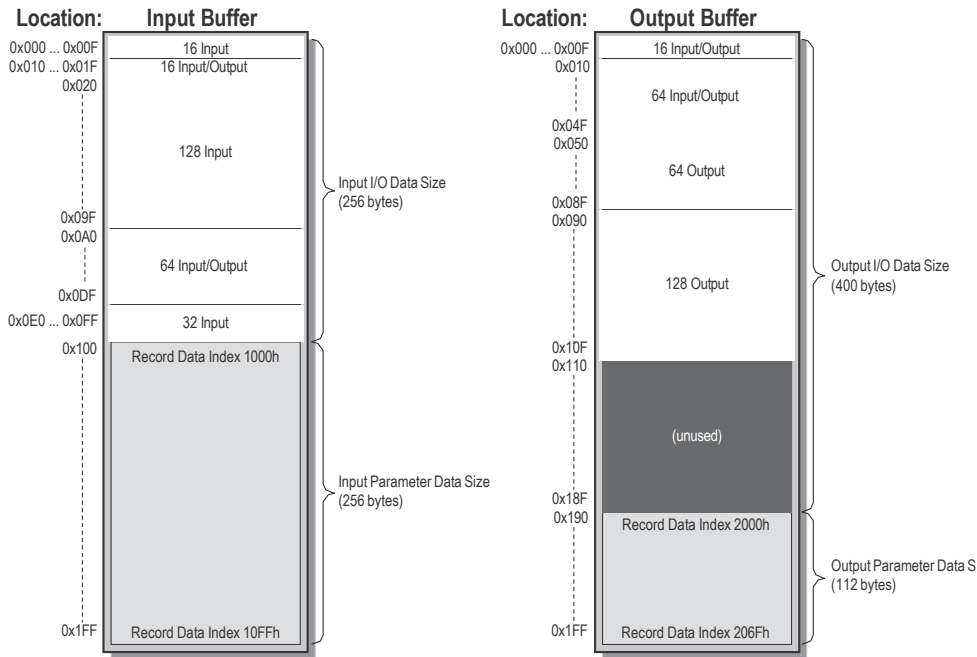 Location: Input Buffer
0x000 ... 0x00F 16 Input
0x010 ... 0x01F 16 Input/Output
0x020
128 Input
0x09F
0x0A0
64 Input/Output
0x0DF
0x0E0 ... 0x0FF 32 Input
0x100 Record Data Index 1000h
0x1FF Record Data Index 10FFh
Input I/O Data Size
(256 bytes)
Input Parameter Data Size
(256 bytes)
Location: Output Buffer
0x000 ... 0x00F 16 Input/Output
0x010
64 Input/Output
0x04F
0x050
64 Output
0x08F
0x090
128 Output
0x10F
0x110
(unused)
0x18F
0x190 Record Data Index 2000h
0x1FF Record Data Index 206Fh
Output I/O Data Size
(400 bytes)
Output Parameter Data S
(112 bytes)